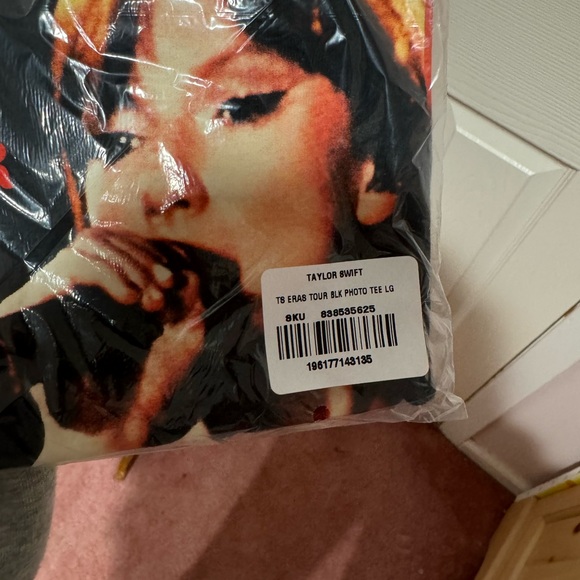 TAYLOR SWIFT
TS ERAS TOUR BLK PHOTO TEE LG
SKU 838535625
196177143135